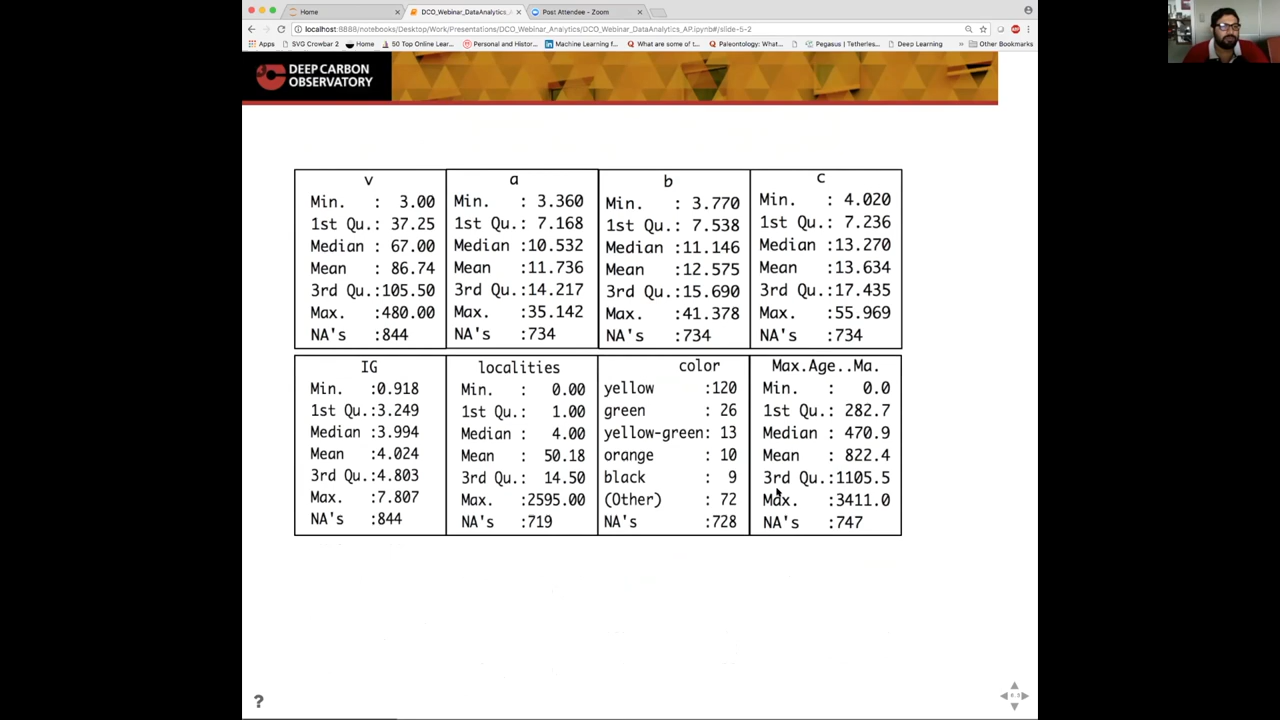 Home
DCO_Webinar_DataAnalytics_A
Post Attendee - Zoom
localhost:8888/notebooks/Desktop/Work/Presentations/DCO_Webinar_Analytics/DCO_Webinar_DataAnalytics_AP.ipynb#/slide-5-2
Apps SVG Crowbar 2 Home 50 Top Online Lear... Personal and Histor... Machine Learning f... What are some of t... Paleontology: What... Pegasus | Tetherles... Deep Learning Other Bookmarks
DEEP CARBON
OBSERVATORY
v
Min. : 3.00
1st Qu.: 37.25
Median : 67.00
Mean : 86.74
3rd Qu.:105.50
Max. :480.00
NA's :844
a
Min. : 3.360
1st Qu.: 7.168
Median :10.532
Mean :11.736
3rd Qu.:14.217
Max. :35.142
NA's :734
b
Min. : 3.770
1st Qu.: 7.538
Median :11.146
Mean :12.575
3rd Qu.:15.690
Max. :41.378
NA's :734
c
Min. : 4.020
1st Qu.: 7.236
Median :13.270
Mean :13.634
3rd Qu.:17.435
Max. :55.969
NA's :734
IG
Min. :0.918
1st Qu.:3.249
Median :3.994
Mean :4.024
3rd Qu.:4.803
Max. :7.807
NA's :844
localities
Min. : 0.00
1st Qu.: 1.00
Median : 4.00
Mean : 50.18
3rd Qu.: 14.50
Max. :2595.00
NA's :719
color
yellow :120
green : 26
yellow-green: 13
orange : 10
black : 9
(Other) : 72
NA's :728
Max.Age..Ma.
Min. : 0.0
1st Qu.: 282.7
Median : 470.9
Mean : 822.4
3rd Qu.:1105.5
Max. :3411.0
NA's :747
?